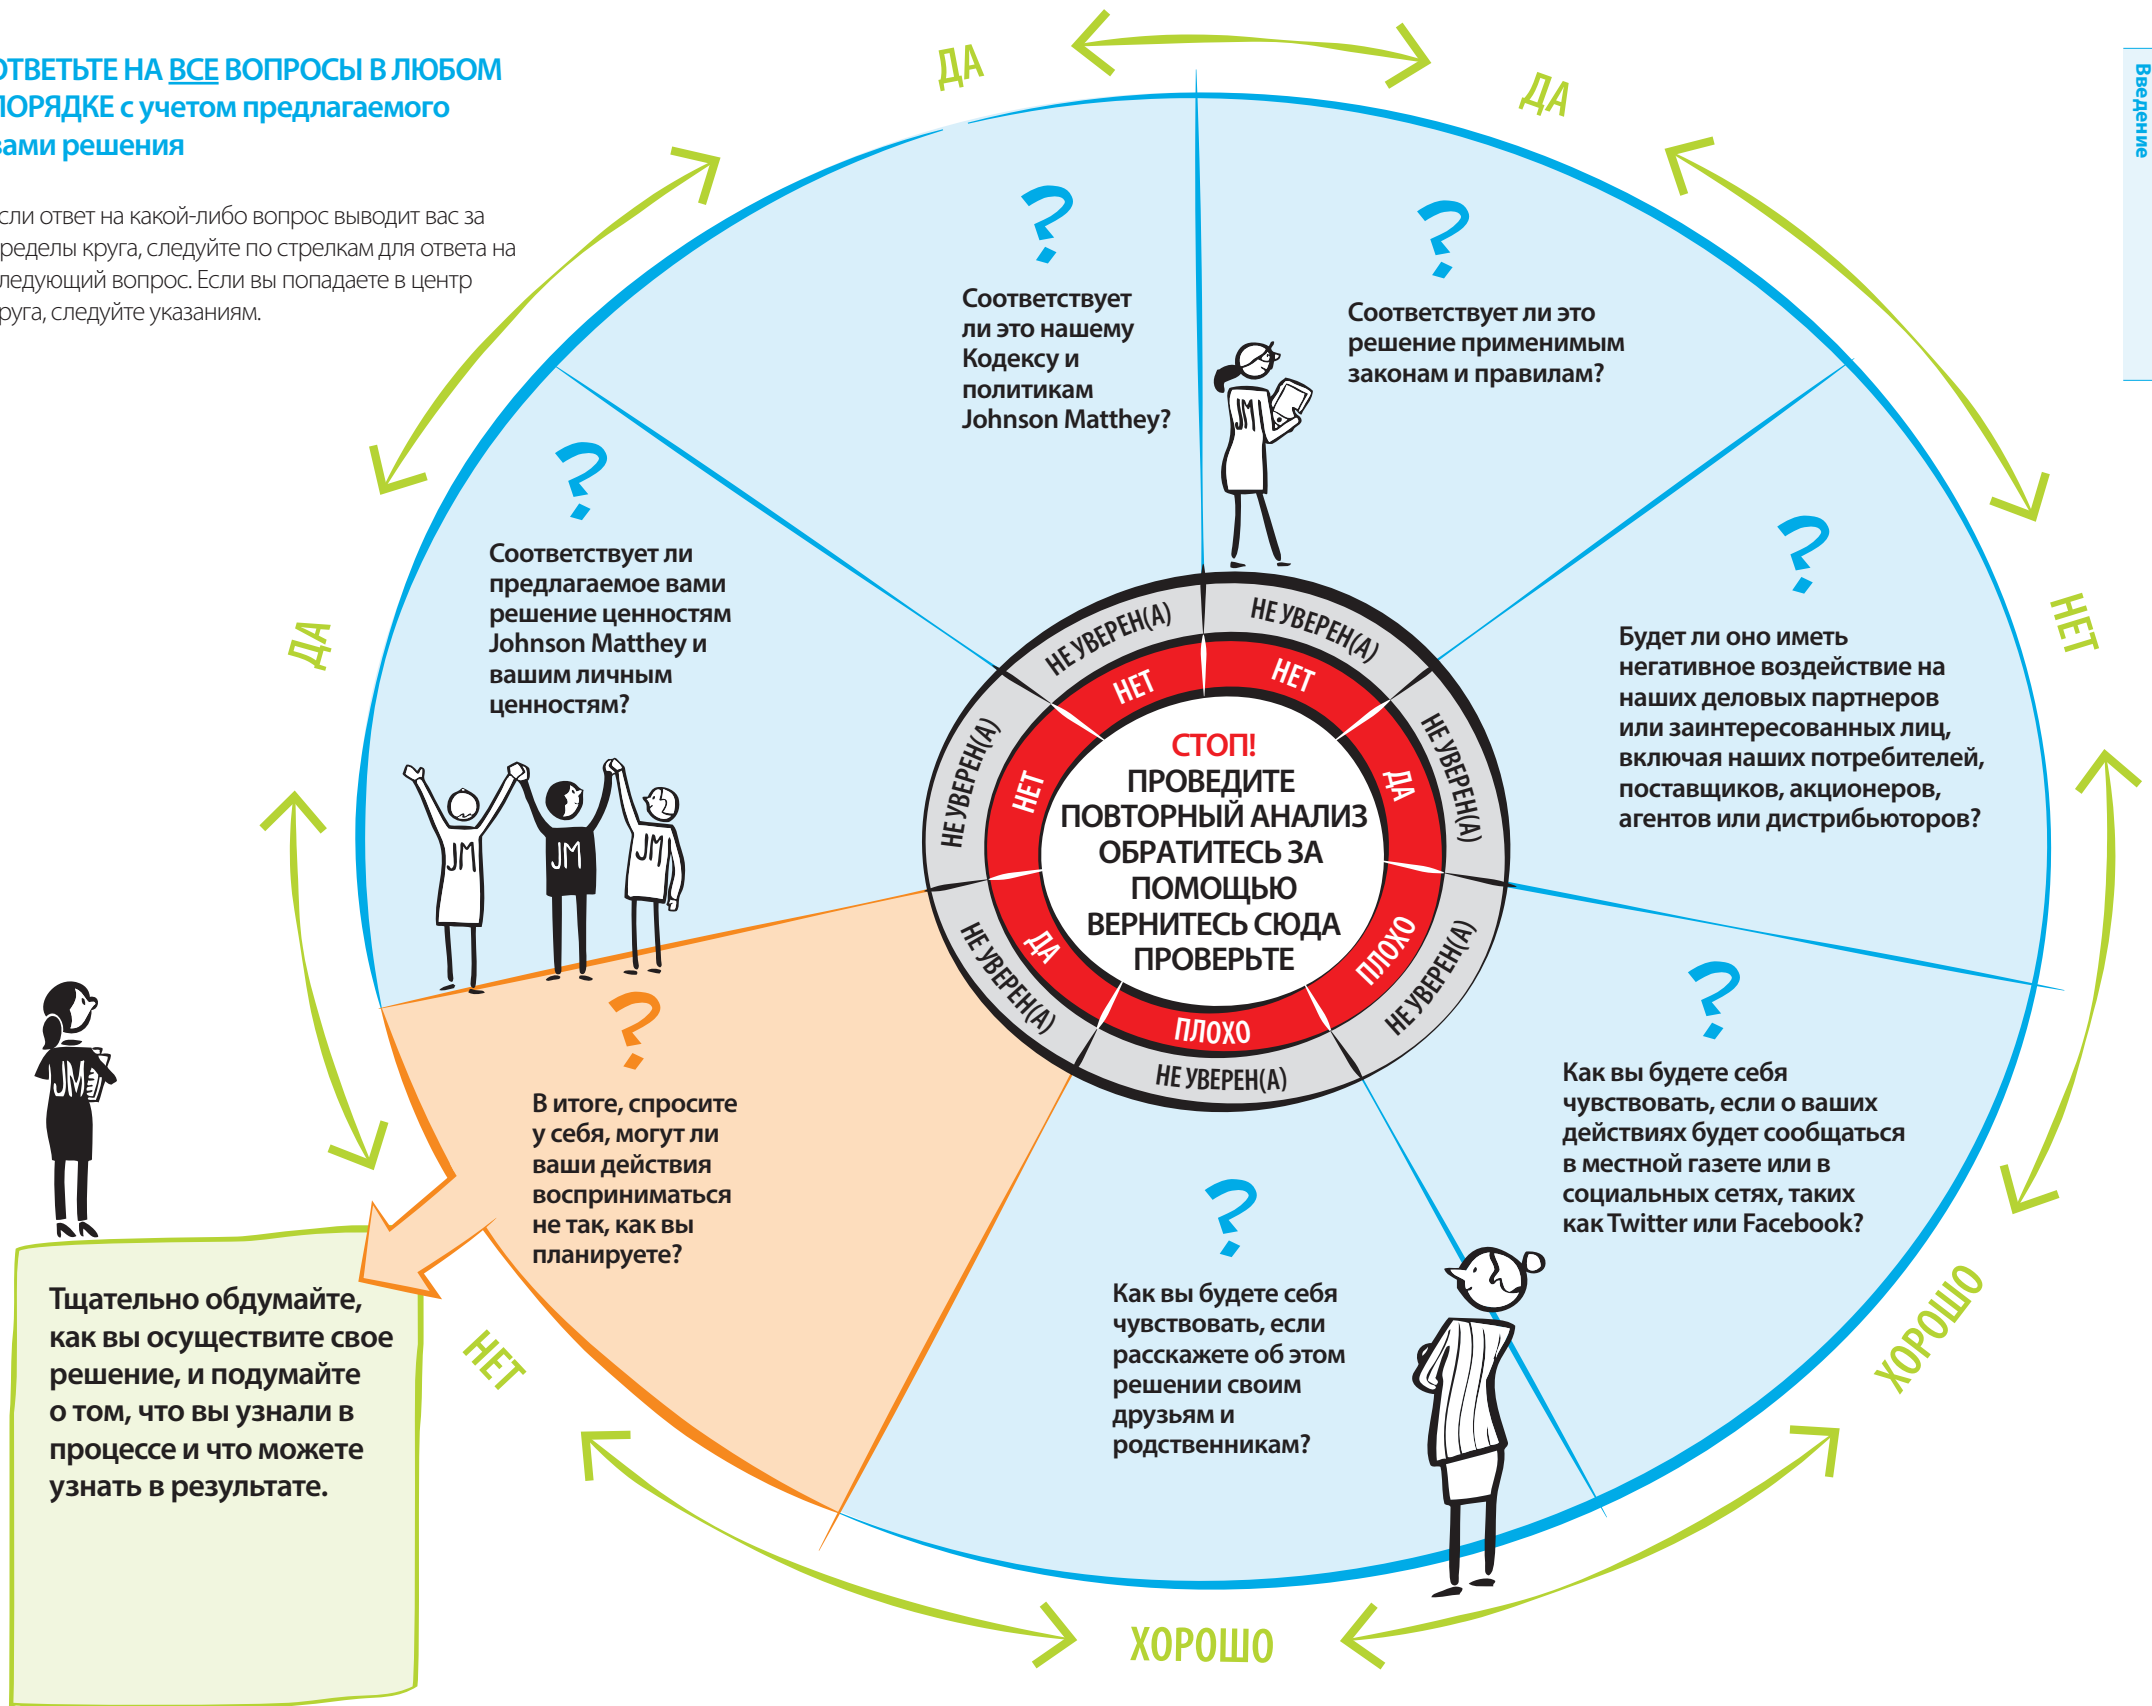 ОТВЕТЬТЕ НА ВСЕ ВОПРОСЫ В ЛЮБОМ
ПОРЯДКЕ с учетом предлагаемого
вами решения
если ответ на какой-либо вопрос выводит вас за
пределы круга, следуйте по стрелкам для ответа на
следующий вопрос. Если вы попадаете в центр
круга, следуйте указаниям.
Введение
ДА
ДА
НЕТ
ХОРОШО
ХОРОШО
НЕТ
ДА
?
Соответствует
ли это нашему
Кодексу и
политикам
Johnson Matthey?
?
Соответствует ли это
решение применимым
законам и правилам?
JM
?
Будет ли оно иметь
негативное воздействие на
наших деловых партнеров
или заинтересованных лиц,
включая наших потребителей,
поставщиков, акционеров,
агентов или дистрибьюторов?
?
Как вы будете себя
чувствовать, если о ваших
действиях будет сообщаться
в местной газете или в
социальных сетях, таких
как Twitter или Facebook?
?
Как вы будете себя
чувствовать, если
расскажете об этом
решении своим
друзьям и
родственникам?
?
В итоге, спросите
у себя, могут ли
ваши действия
восприниматься
не так, как вы
планируете?
?
Соответствует ли
предлагаемое вами
решение ценностям
Johnson Matthey и
вашим личным
ценностям?
JM
JM
JM
НЕ УВЕРЕН(А)
НЕ УВЕРЕН(А)
НЕ УВЕРЕН(А)
НЕ УВЕРЕН(А)
НЕ УВЕРЕН(А)
НЕ УВЕРЕН(А)
НЕ УВЕРЕН(А)
НЕТ
НЕТ
ДА
ПЛОХО
ПЛОХО
ДА
НЕТ
СТОП!
ПРОВЕДИТЕ
ПОВТОРНЫЙ АНАЛИЗ
ОБРАТИТЕСЬ ЗА
ПОМОЩЬЮ
ВЕРНИТЕСЬ СЮДА
ПРОВЕРЬТЕ
JM
Тщательно обдумайте,
как вы осуществите свое
решение, и подумайте
о том, что вы узнали в
процессе и что можете
узнать в результате.